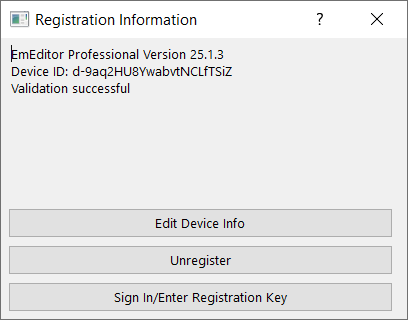 Registration Information
?
EmEditor Professional Version 25.1.3
Device ID: d-9aq2HU8YwabvtNCLfTSiZ
Validation successful
Edit Device Info
Unregister
Sign In/Enter Registration Key